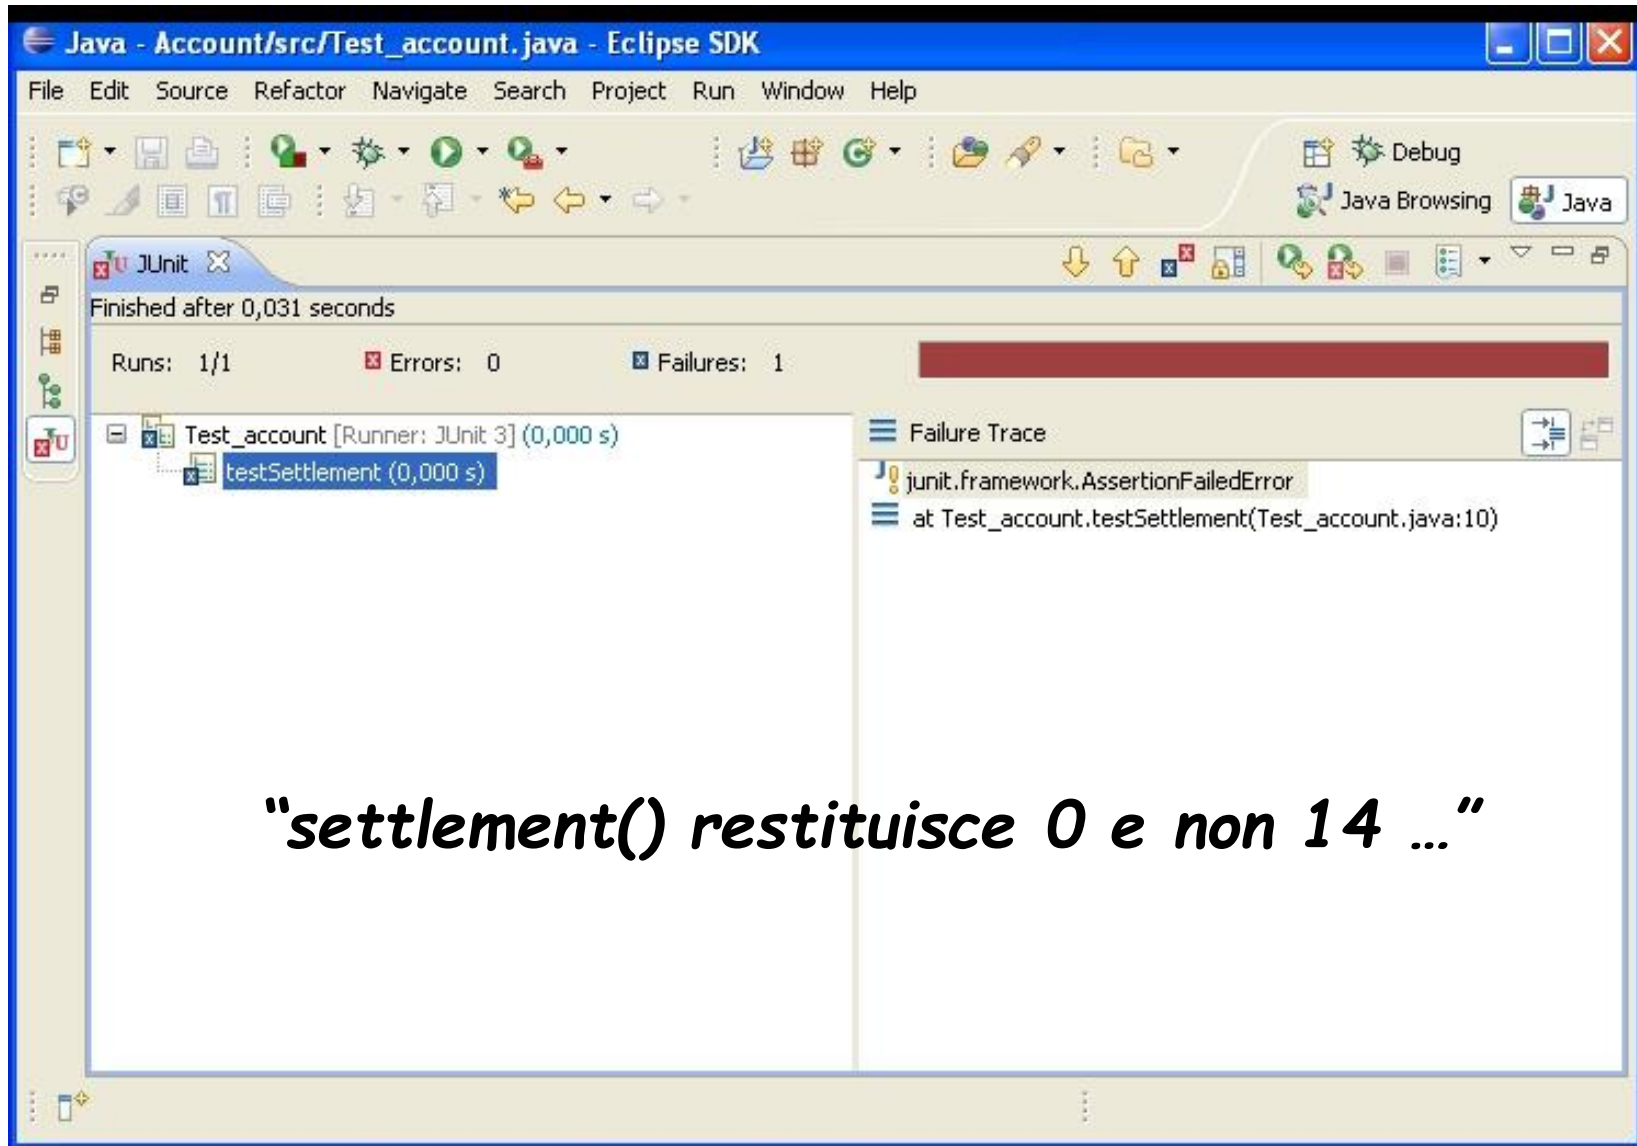 Java - Account/src/Test_account.java - Eclipse SDK
File Edit Source Refactor Navigate Search Project Run Window Help
Debug
Java Browsing Java
JUnit
Finished after 0,031 seconds
Runs: 1/1 Errors: 0 Failures: 1
Test_account [Runner: JUnit 3] (0,000 s)
testSettlement (0,000 s)
Failure Trace
junit.framework.AssertionFailedError
at Test_account.testSettlement(Test_account.java:10)
“settlement() restituisce 0 e non 14 …”